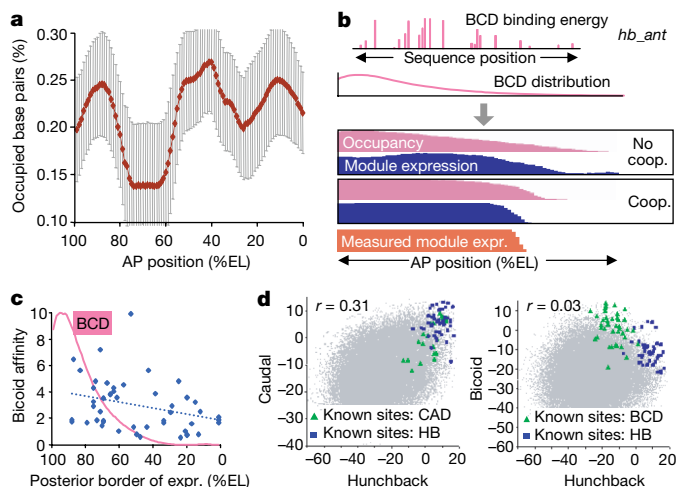 a
Occupied base pairs (%)
0.30
0.25
0.20
0.15
0.10
100 80 60 40 20 0
AP position (%EL)
b
BCD binding energy
hb_ant
Sequence position
BCD distribution
Occupancy
Module expression
No coop.
Coop.
Measured module expr.
AP position (%EL)
c
Bicoid affinity
10
8
6
4
2
0
BCD
100 80 60 40 20 0
Posterior border of expr. (%EL)
d
r = 0.31
Caudal
10
0
−10
−20
−30
−40
−50
−60
Known sites: CAD
Known sites: HB
−60 −40 −20 0 20
Hunchback
r = 0.03
Bicoid
10
0
−10
−20
−30
−40
Known sites: BCD
Known sites: HB
−60 −40 −20 0 20
Hunchback